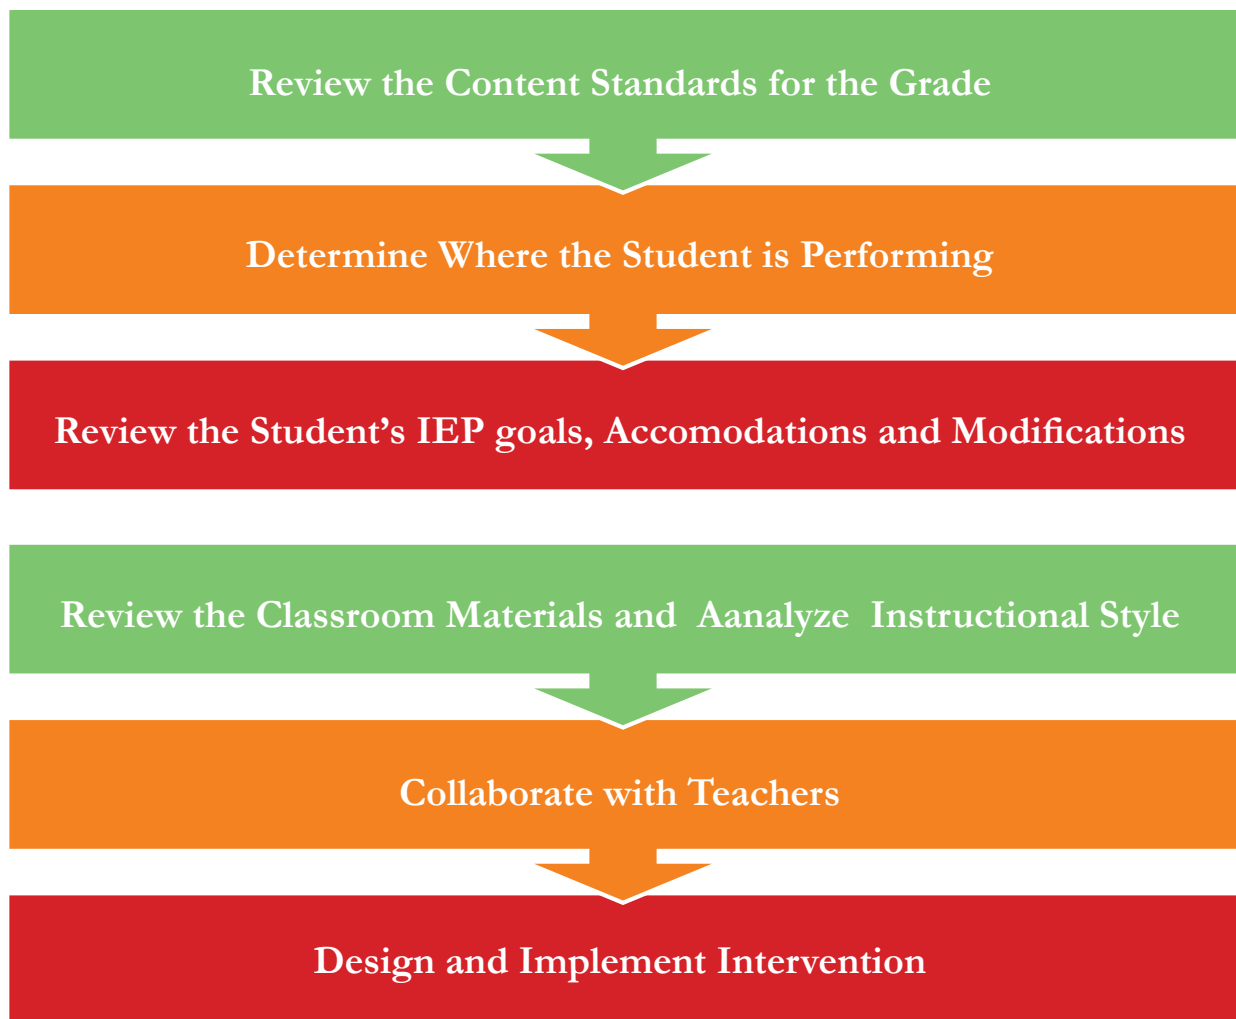 Review the Content Standards for the Grade
Determine Where the Student is Performing
Review the Student’s IEP goals, Accomodations and Modifications
Review the Classroom Materials and  Aanalyze  Instructional Style
Collaborate with Teachers
Design and Implement Intervention